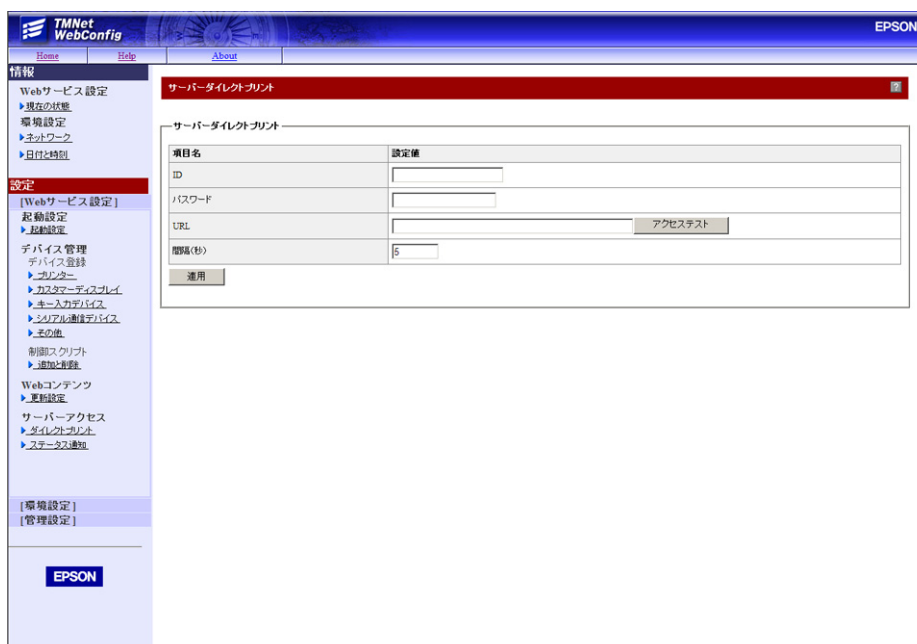 TMNet
WebConfig
EPSON
Home Help About
情報
Webサービス設定
現在の状態
環境設定
ネットワーク
日付と時刻
設定
[Webサービス設定]
起動設定
起動設定
デバイス管理
デバイス登録
プリンター
カスタマーディスプレイ
キー入力デバイス
シリアル通信デバイス
その他
制御スクリプト
追加と削除
Webコンテンツ
更新設定
サーバーアクセス
ダイレクトプリント
ステータス通知
[環境設定]
[管理設定]
EPSON
サーバーダイレクトプリント
?
サーバーダイレクトプリント
項目名 設定値
ID
パスワード
URL アクセステスト
間隔(秒) 5
適用